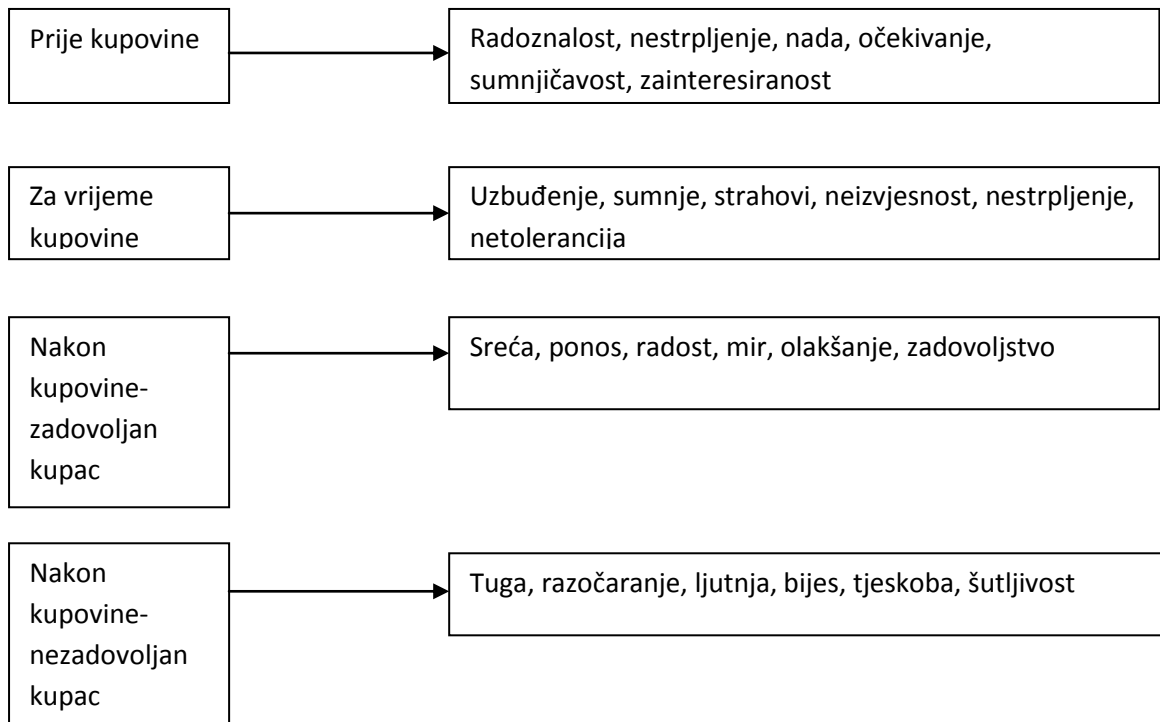 Prije kupovine
Radoznalost, nestrpljenje, nada, očekivanje,
sumnjičavost, zainteresiranost
Za vrijeme
kupovine
Uzbuđenje, sumnje, strahovi, neizvjesnost, nestrpljenje,
netolerancija
Nakon
kupovine-
zadovoljan
kupac
Sreća, ponos, radost, mir, olakšanje, zadovoljstvo
Nakon
kupovine-
nezadovoljan
kupac
Tuga, razočaranje, ljutnja, bijes, tjeskoba, šutljivost